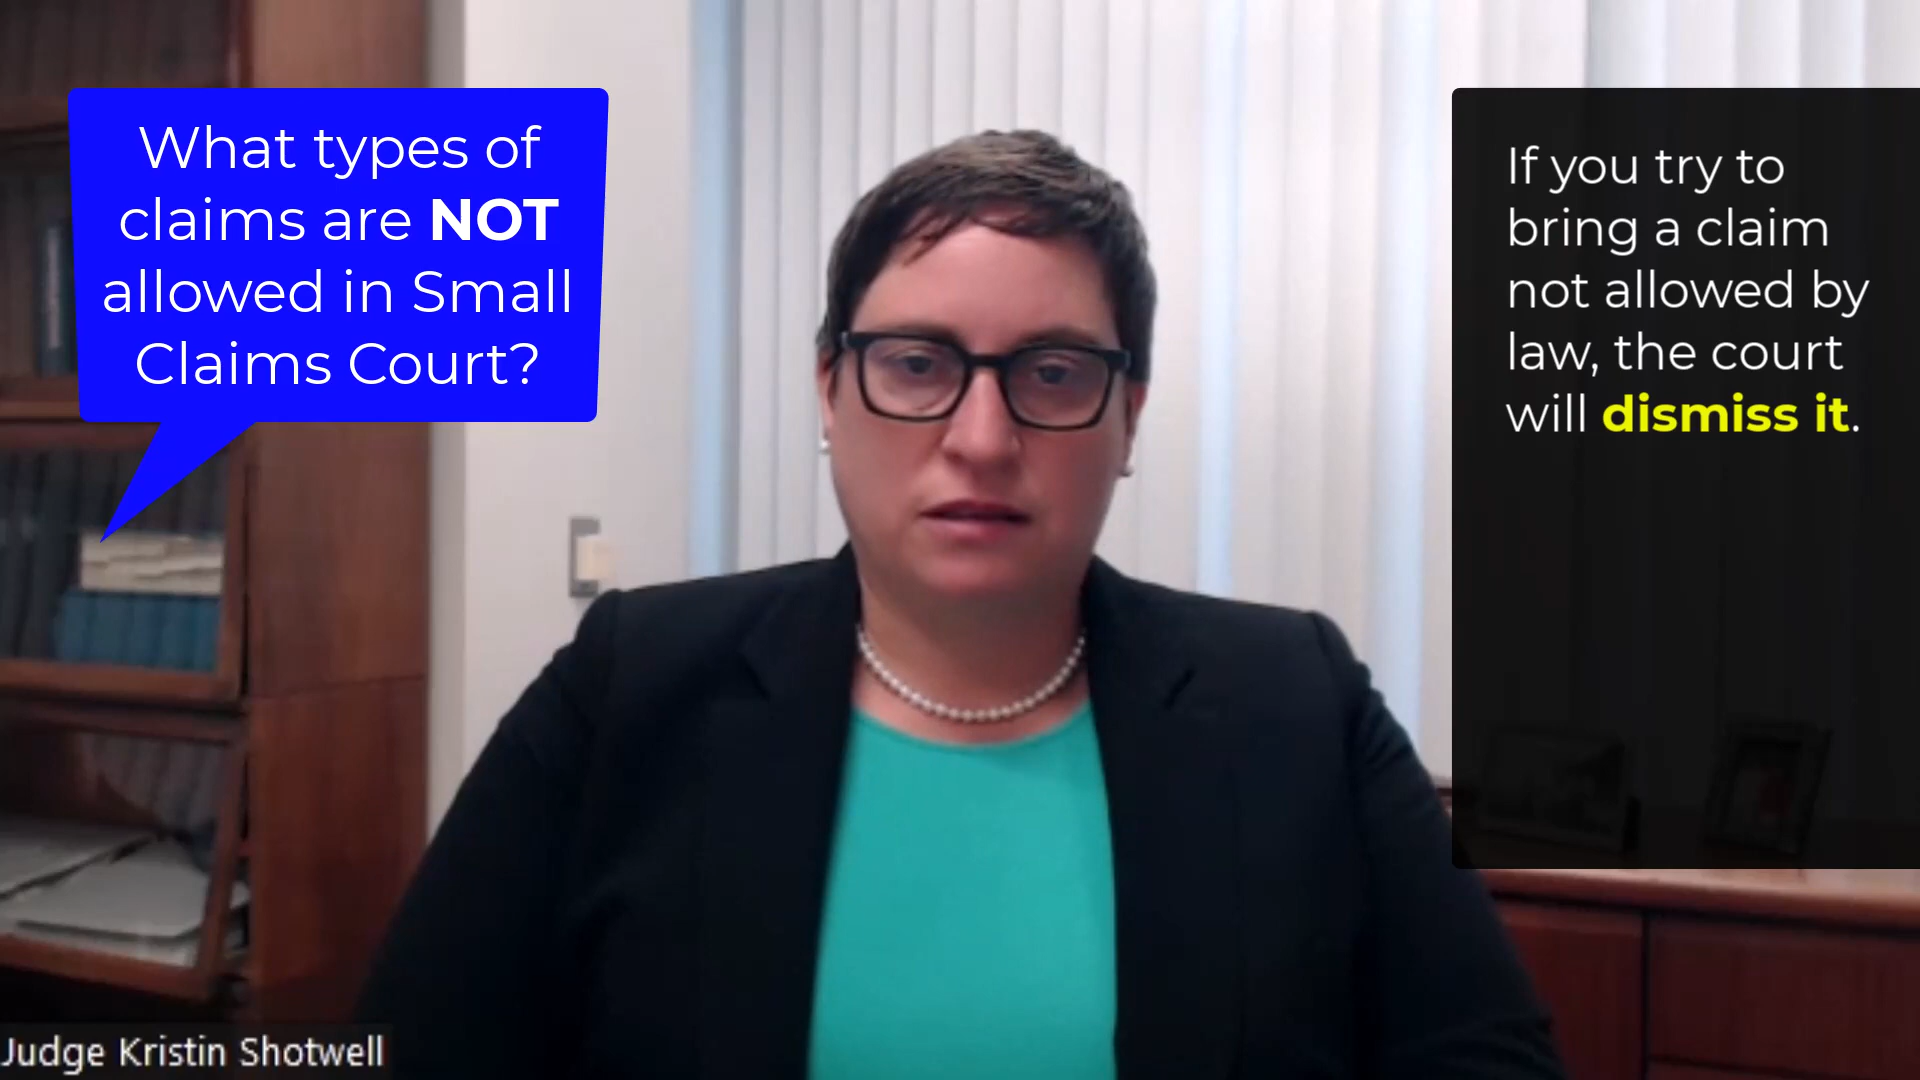 What types of
claims are NOT
allowed in Small
Claims Court?
If you try to
bring a claim
not allowed by
law, the court
will dismiss it.
Judge Kristin Shotwell